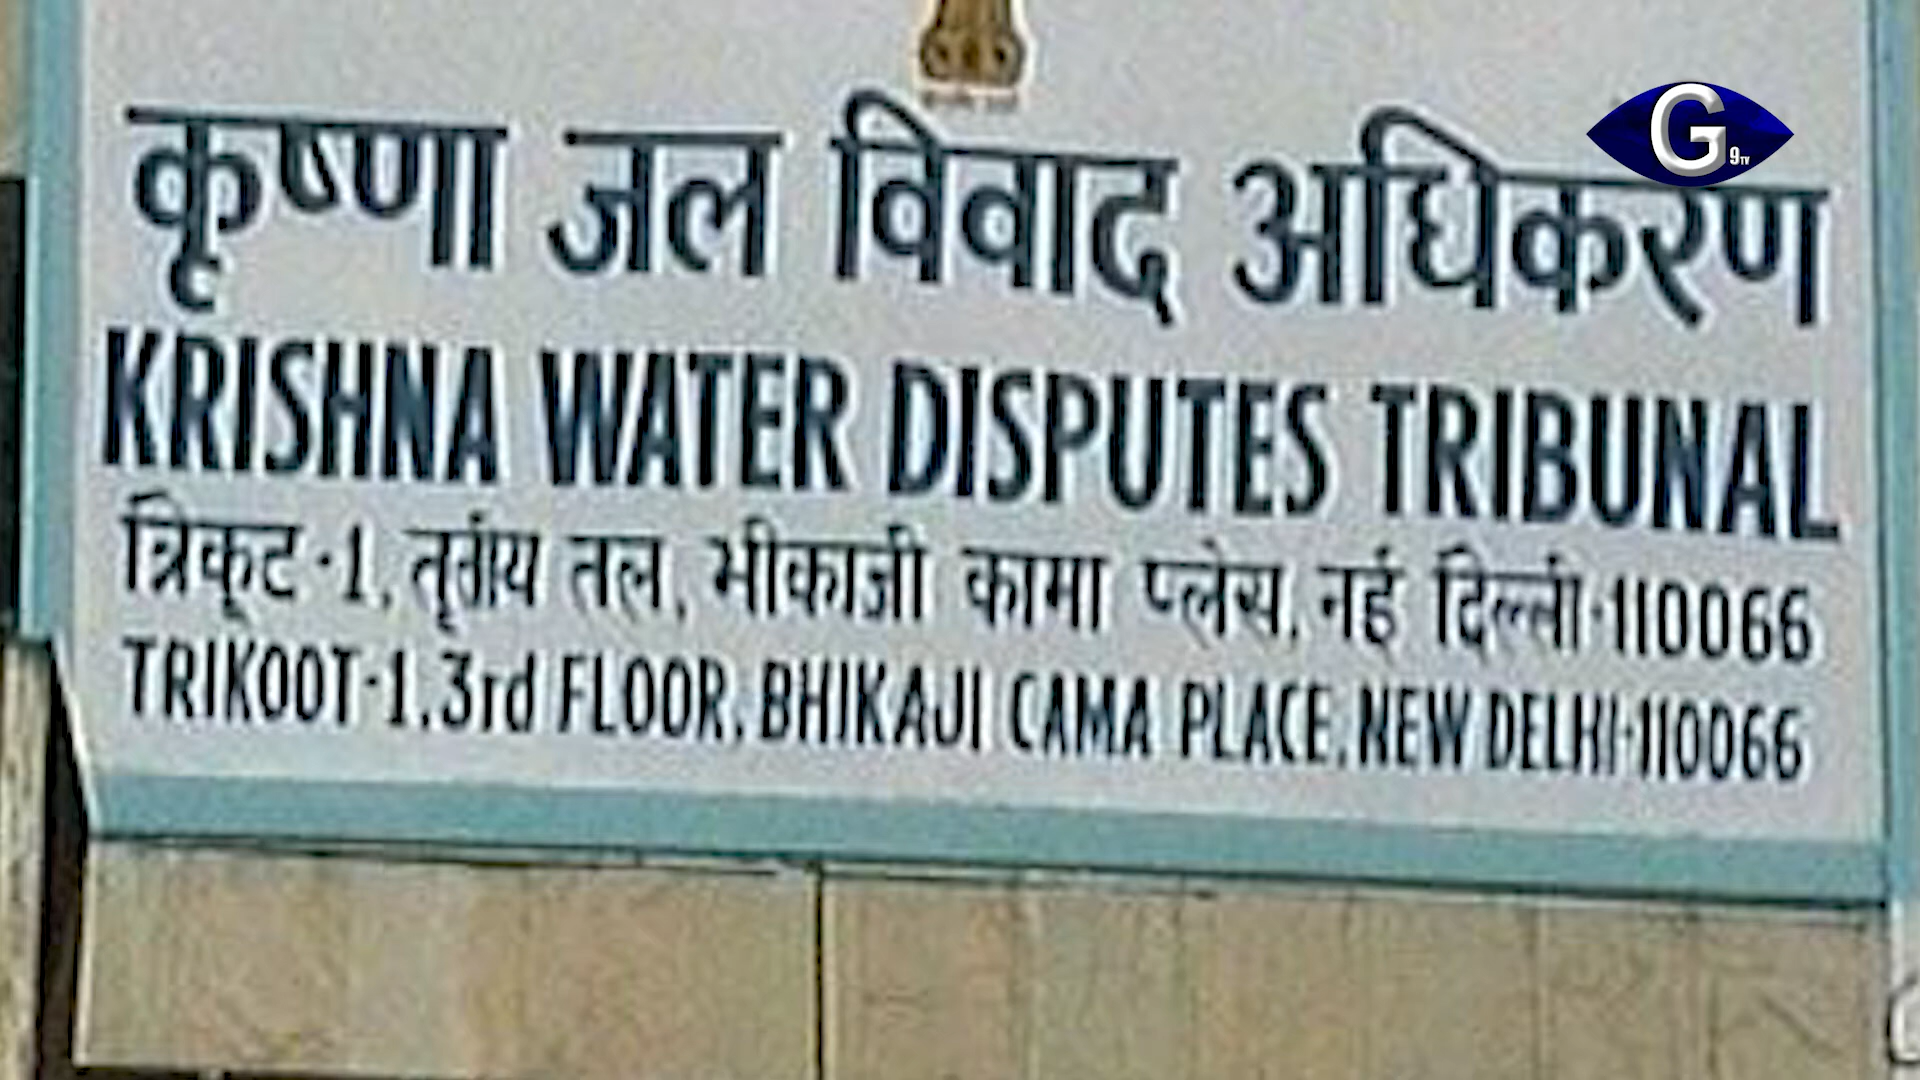 G9TV
कृष्णा जल विवाद अधिकरण
KRISHNA WATER DISPUTES TRIBUNAL
त्रिकूट-1, तृतीय तल, भीकाजी कामा प्लेस, नई दिल्ली-110066
TRIKOOT-1, 3rd FLOOR, BHIKAJI CAMA PLACE, NEW DELHI-110066